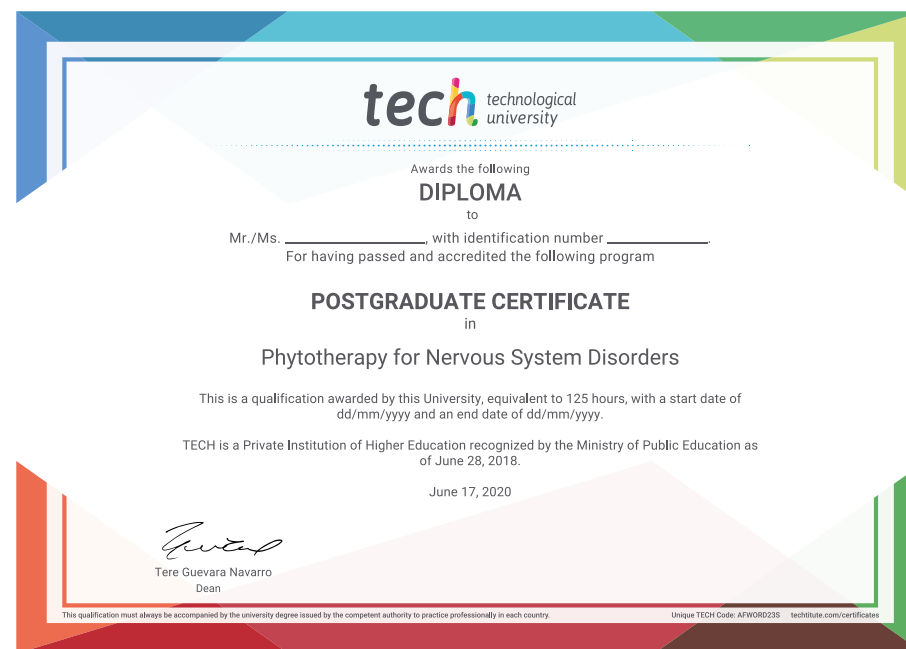 tech technological
university
Awards the following
DIPLOMA
to
Mr./Ms. ____________________, with identification number ______________.
For having passed and accredited the following program
POSTGRADUATE CERTIFICATE
in
Phytotherapy for Nervous System Disorders
This is a qualification awarded by this University, equivalent to 125 hours, with a start date of
dd/mm/yyyy and an end date of dd/mm/yyyy.
TECH is a Private Institution of Higher Education recognized by the Ministry of Public Education as
of June 28, 2018.
June 17, 2020
Tere Guevara Navarro
Dean
This qualification must always be accompanied by the university degree issued by the competent authority to practice professionally in each country. Unique TECH Code: AFWORD23S techtitute.com/certificates